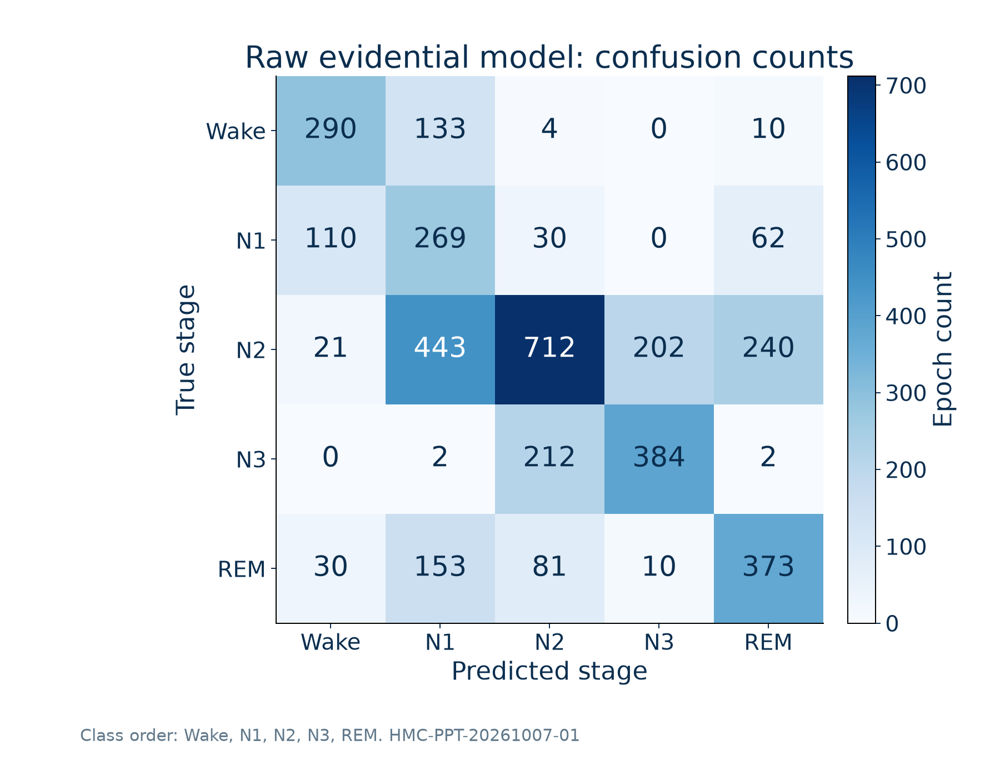 Raw evidential model: confusion counts
700
Wake 290 133 4 0 10
600
N1 110 269 30 0 62
500
400
N2 21 443 712 202 240
300
N3 0 2 212 384 2
200
100
REM 30 153 81 10 373
0
Wake N1 N2 N3 REM
True stage
Predicted stage
Epoch count
Class order: Wake, N1, N2, N3, REM. HMC-PPT-20261007-01